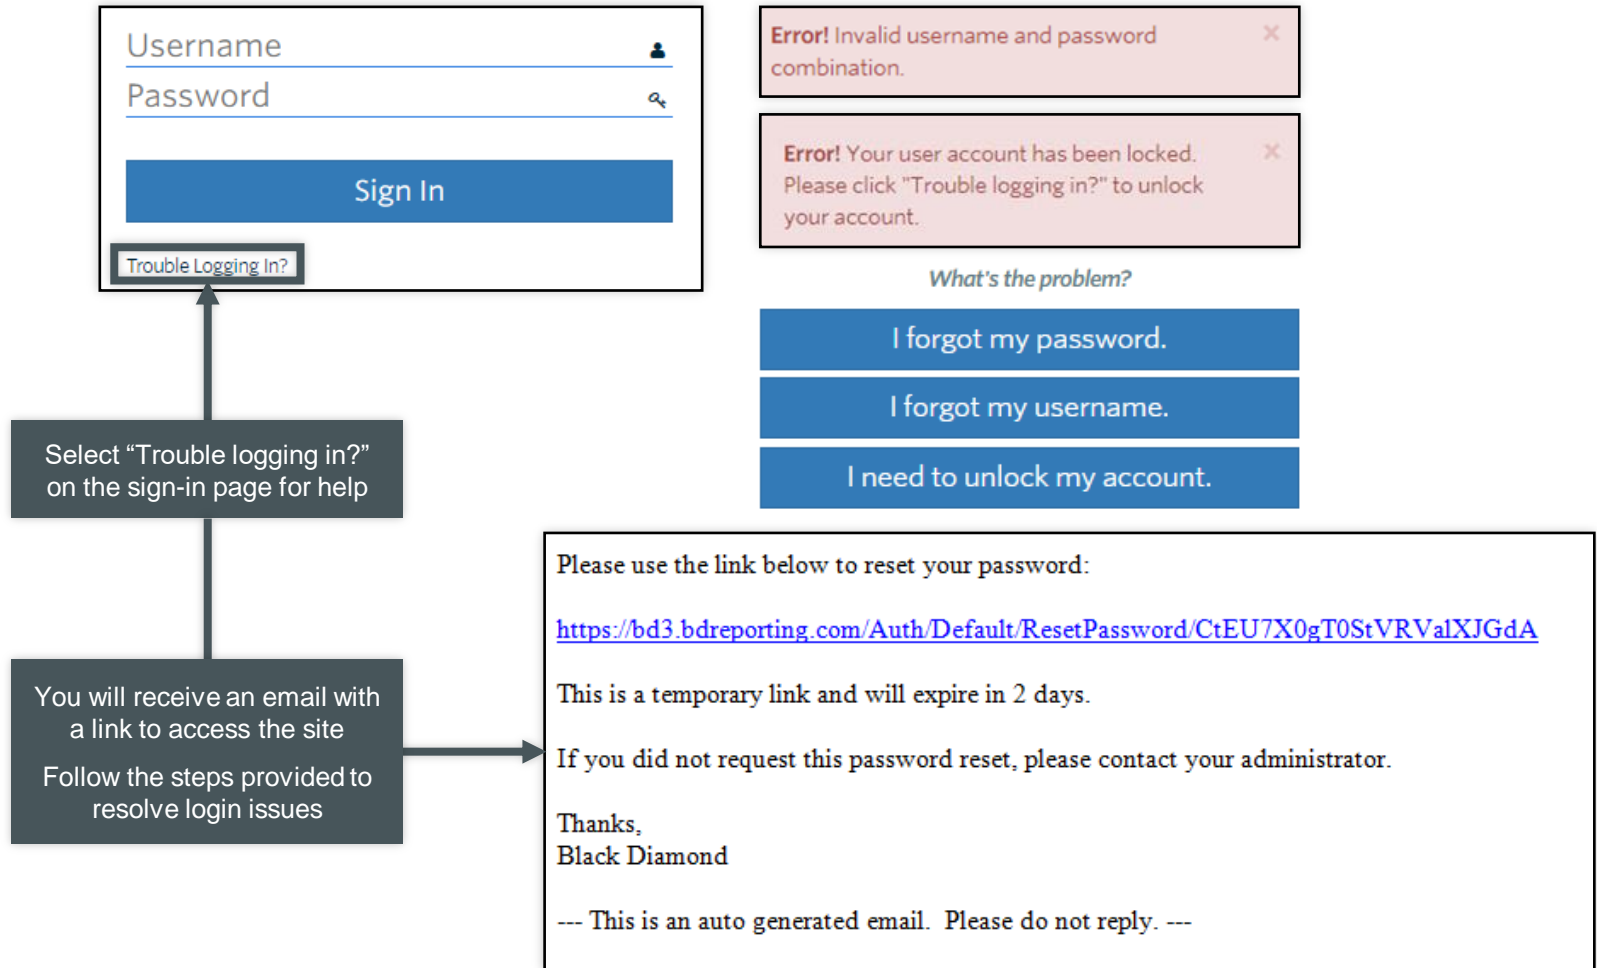 Username
Password
Sign In
Trouble Logging In?
Error! Invalid username and password
combination.
Error! Your user account has been locked.
Please click "Trouble logging in?" to unlock
your account.
What's the problem?
I forgot my password.
I forgot my username.
I need to unlock my account.
Select “Trouble logging in?”
on the sign-in page for help
You will receive an email with
a link to access the site
Follow the steps provided to
resolve login issues
Please use the link below to reset your password:
https://bd3.bdreporting.com/Auth/Default/ResetPassword/CtEU7X0gT0StVRValXJGdA
This is a temporary link and will expire in 2 days.
If you did not request this password reset, please contact your administrator.
Thanks,
Black Diamond
--- This is an auto generated email.  Please do not reply. ---